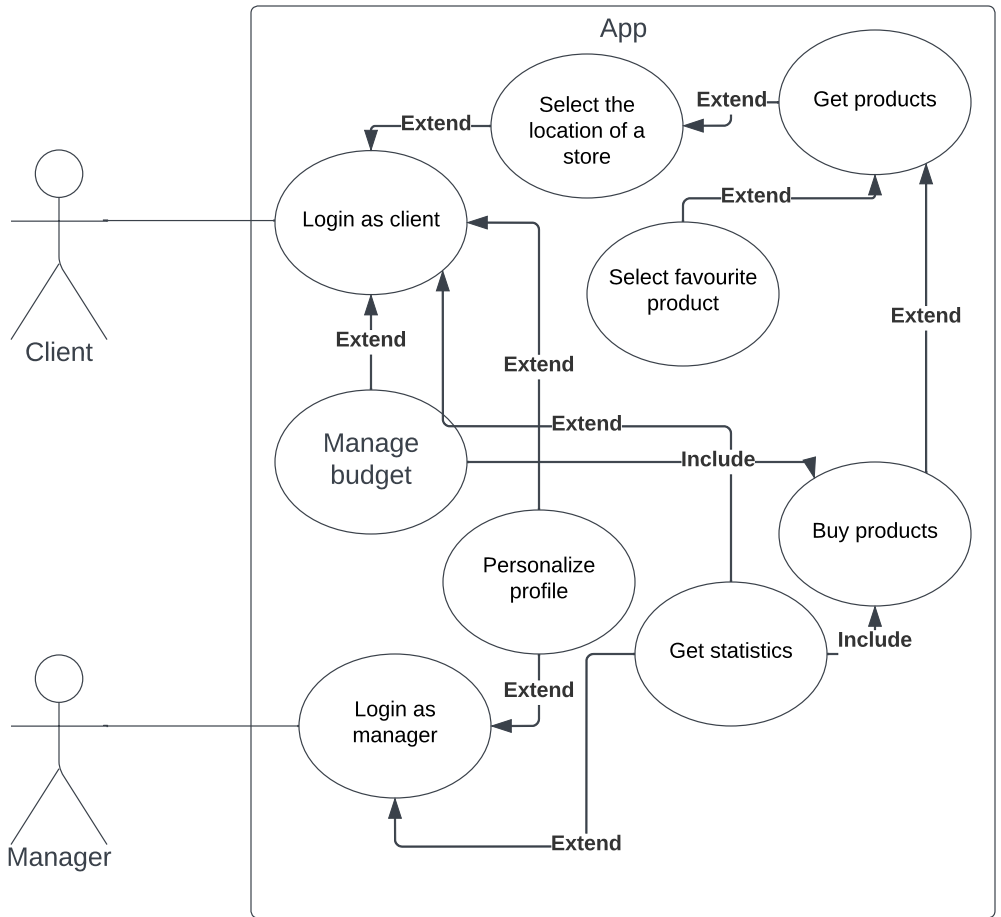 App
Select the
location of a
store
Extend
Get products
Extend
Login as client
Extend
Select favourite
product
Client
Extend
Extend
Extend
Manage
budget
Extend
Include
Buy products
Personalize
profile
Get statistics
Include
Extend
Login as
manager
Manager
Extend